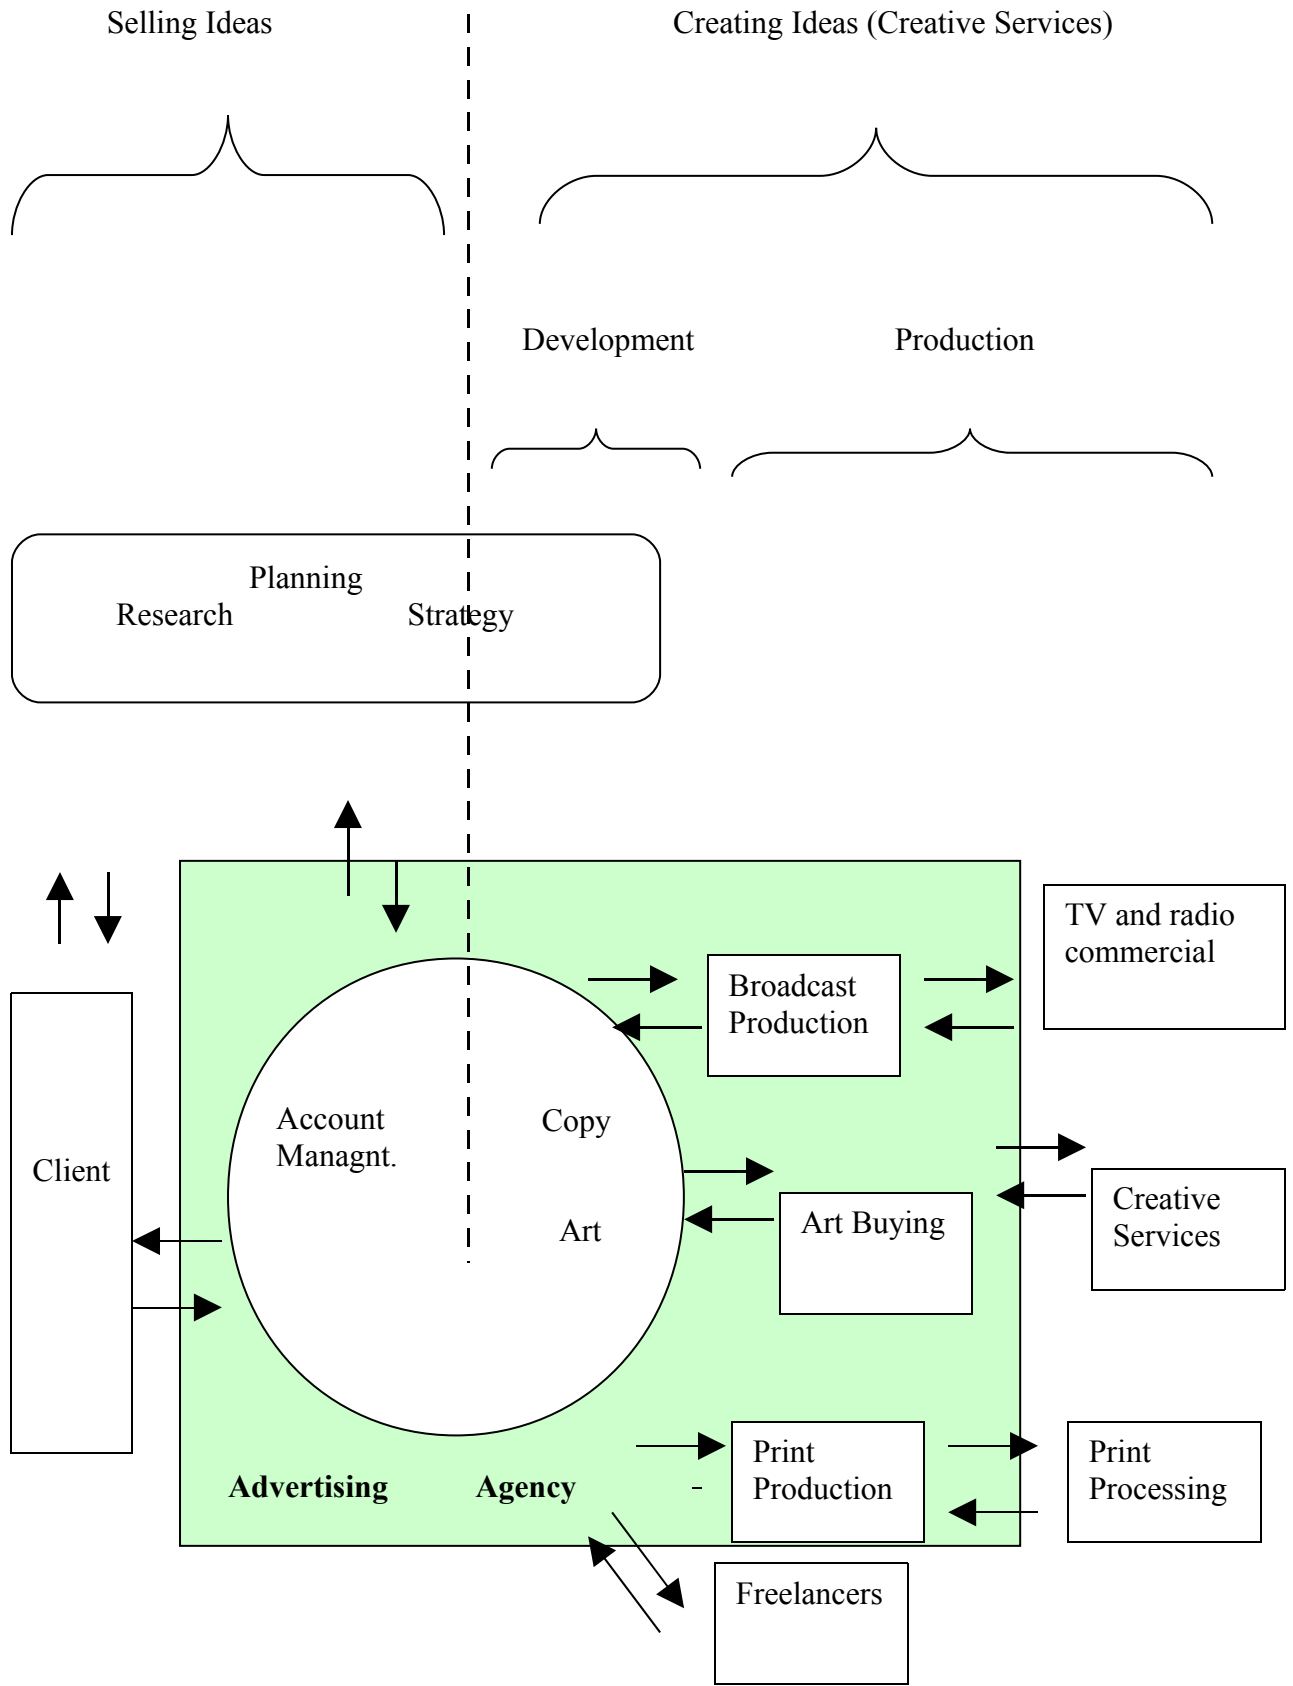 Selling Ideas
Creating Ideas (Creative Services)
Development
Production
Planning
Research Strategy
TV and radio
commercial
Broadcast
Production
Account
Managnt.
Copy
Client
Creative
Services
Art Buying
Art
Print
Production
Print
Processing
Advertising Agency -
Freelancers